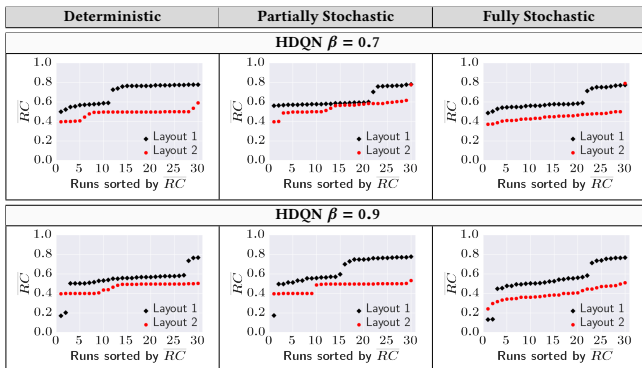 Deterministic Partially Stochastic Fully Stochastic
HDQN β = 0.7
1.0 1.0 1.0
0.8 0.8 0.8
RC 0.6 RC 0.6 RC 0.6
0.4 0.4 0.4
0.2 Layout 1 0.2 Layout 1 0.2 Layout 1
0.0 Layout 2 0.0 Layout 2 0.0 Layout 2
0 5 10 15 20 25 30 0 5 10 15 20 25 30 0 5 10 15 20 25 30
Runs sorted by RC Runs sorted by RC Runs sorted by RC
HDQN β = 0.9
1.0 1.0 1.0
0.8 0.8 0.8
RC 0.6 RC 0.6 RC 0.6
0.4 0.4 0.4
0.2 Layout 1 0.2 Layout 1 0.2 Layout 1
0.0 Layout 2 0.0 Layout 2 0.0 Layout 2
0 5 10 15 20 25 30 0 5 10 15 20 25 30 0 5 10 15 20 25 30
Runs sorted by RC Runs sorted by RC Runs sorted by RC